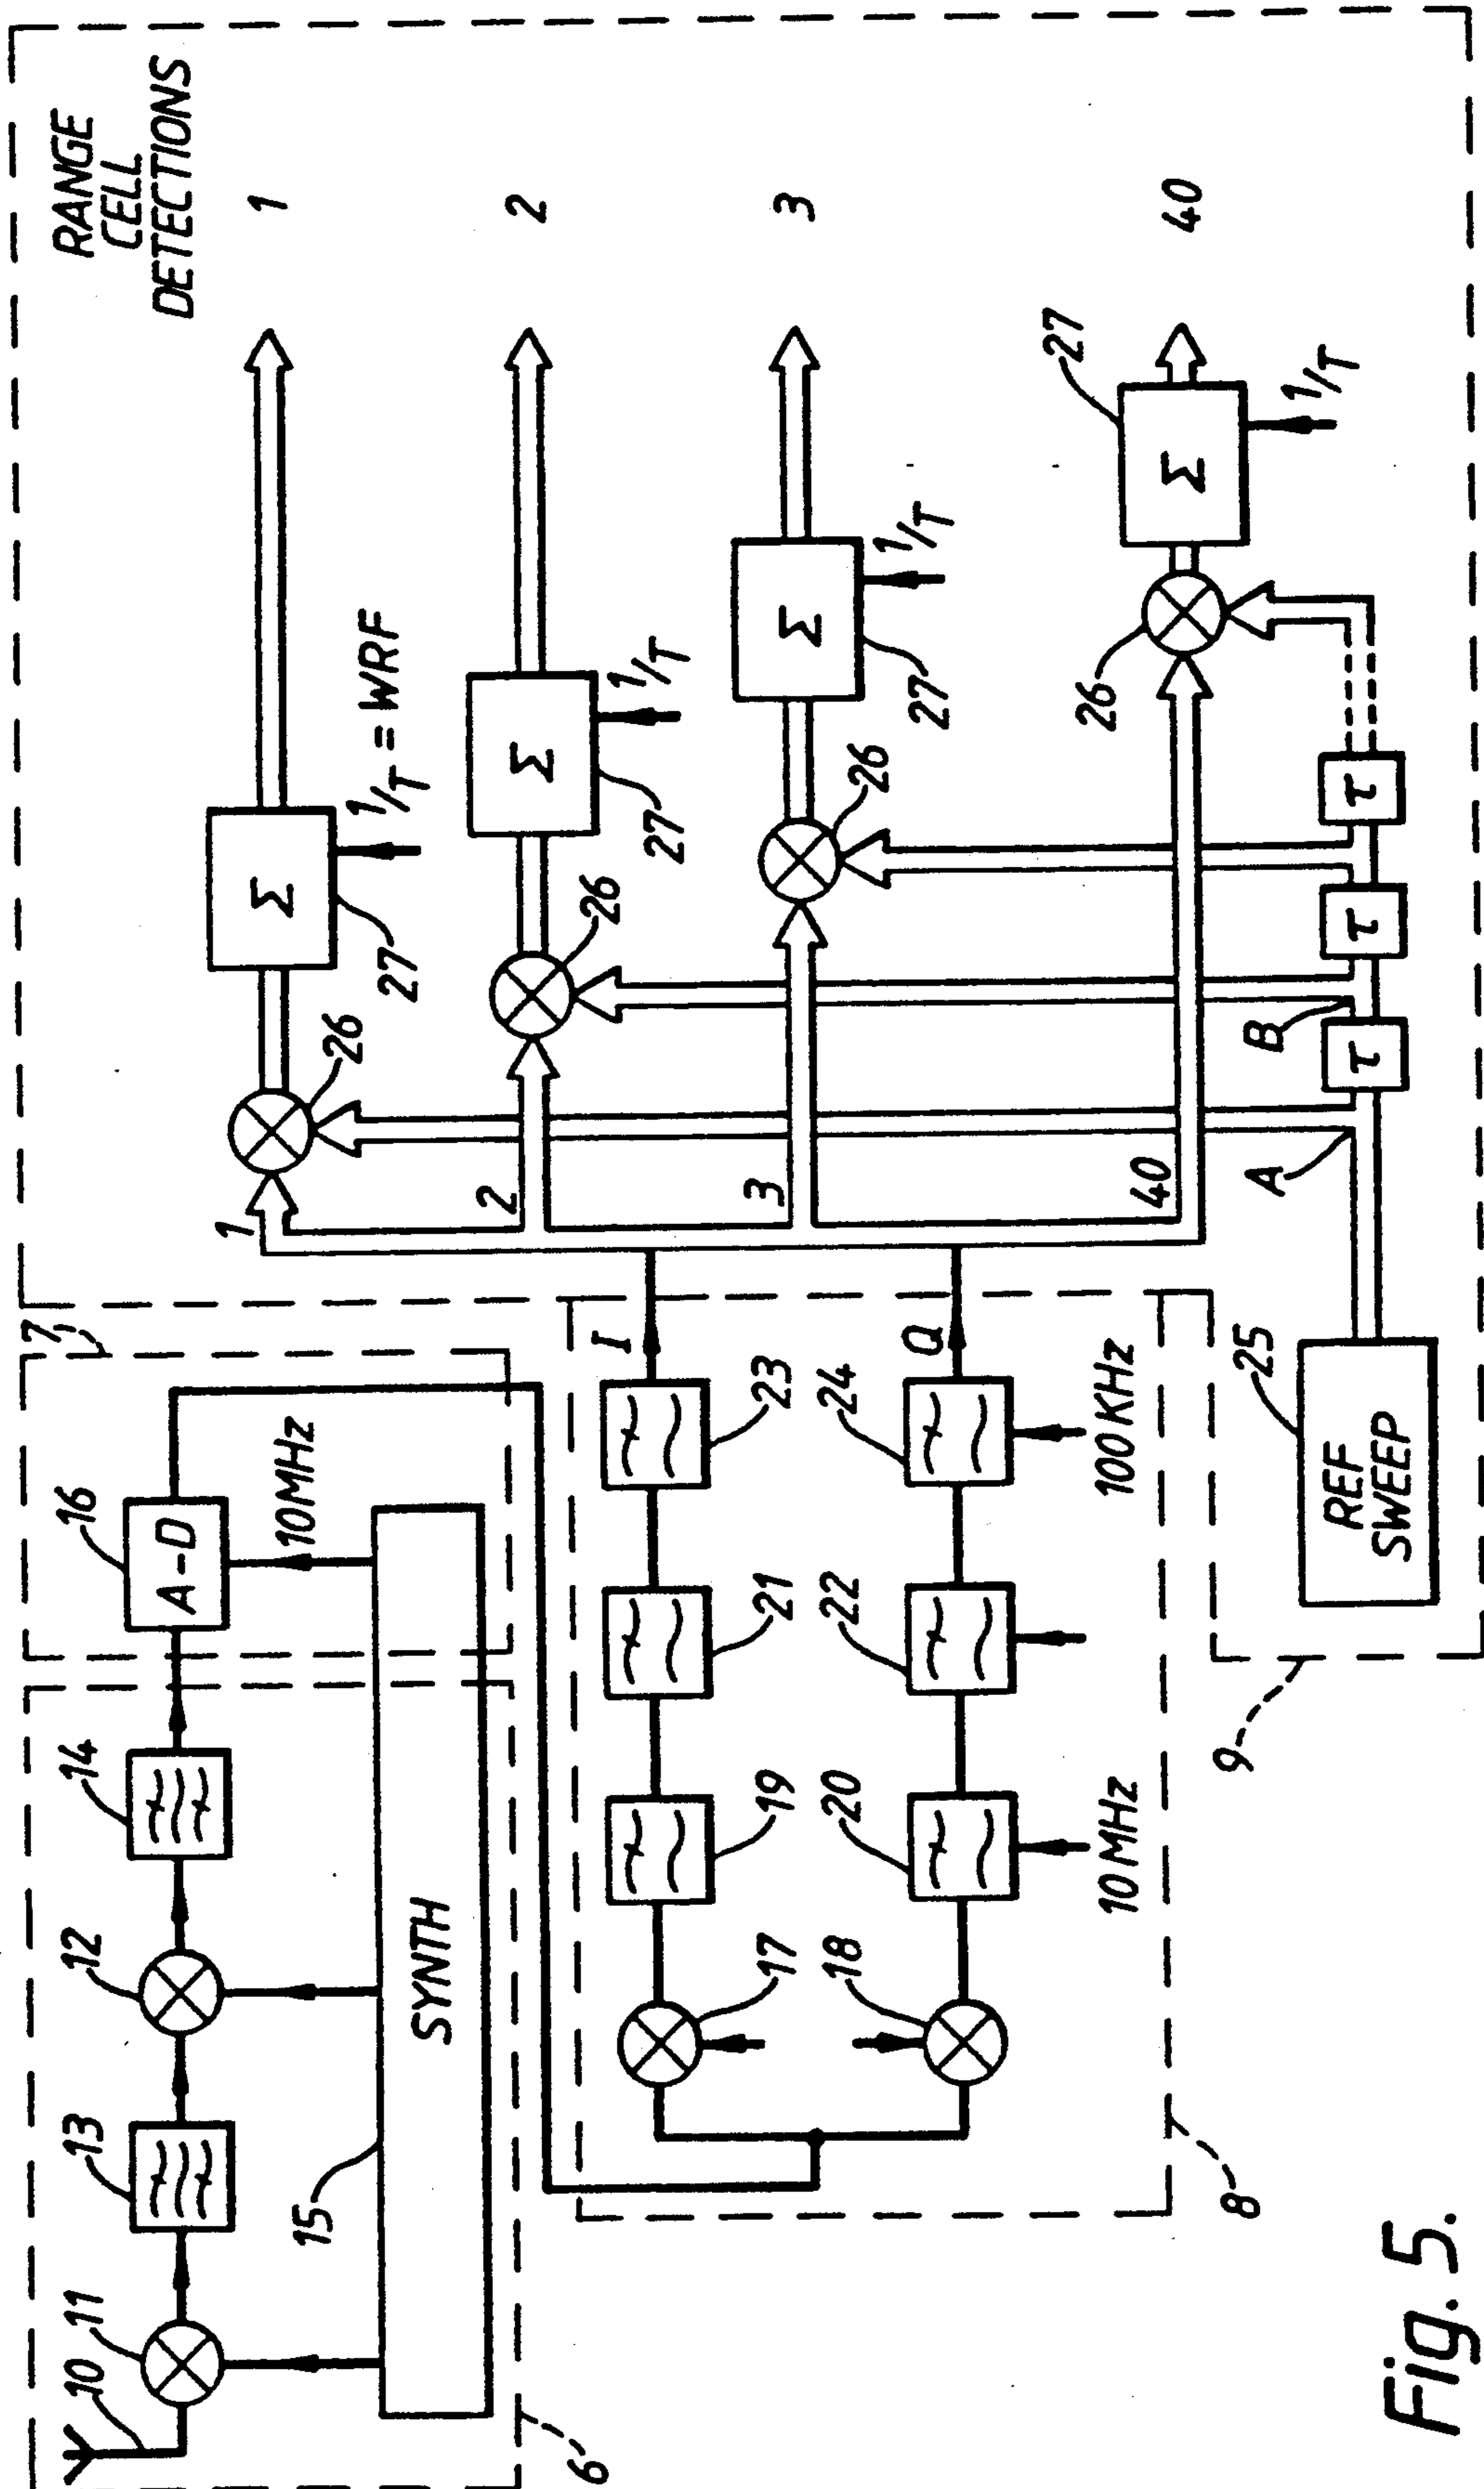 RANGE
CELL
DETECTIONS
1
2
3
40
10
11
13
12
14
16
A-D
10MHz
7
15
SYNTH
6
17
18
19
20
21
22
23
24
I
Q
10MHz
100KHz
8
1
2
3
40
26
27
Σ
1/T = WRF
26
27
Σ
1/T
26
27
Σ
1/T
26
27
Σ
1/T
25
REF
SWEEP
A
τ
B
τ
τ
9
Fig. 5.